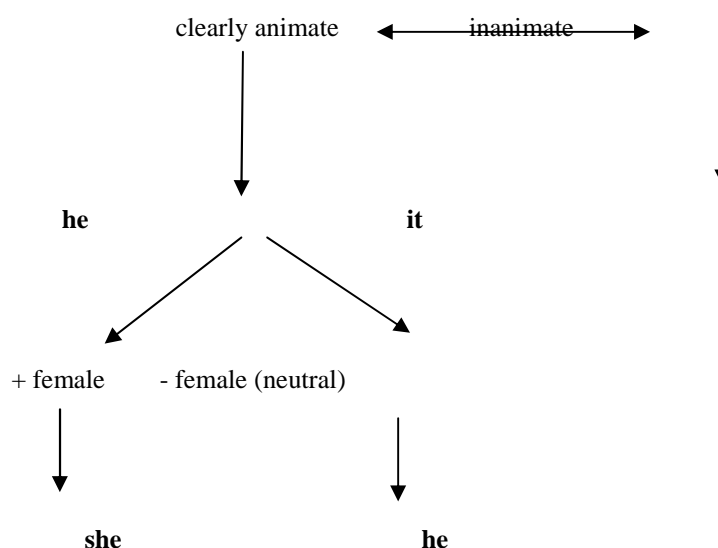 clearly animate inanimate
he it
+ female - female (neutral)
she he